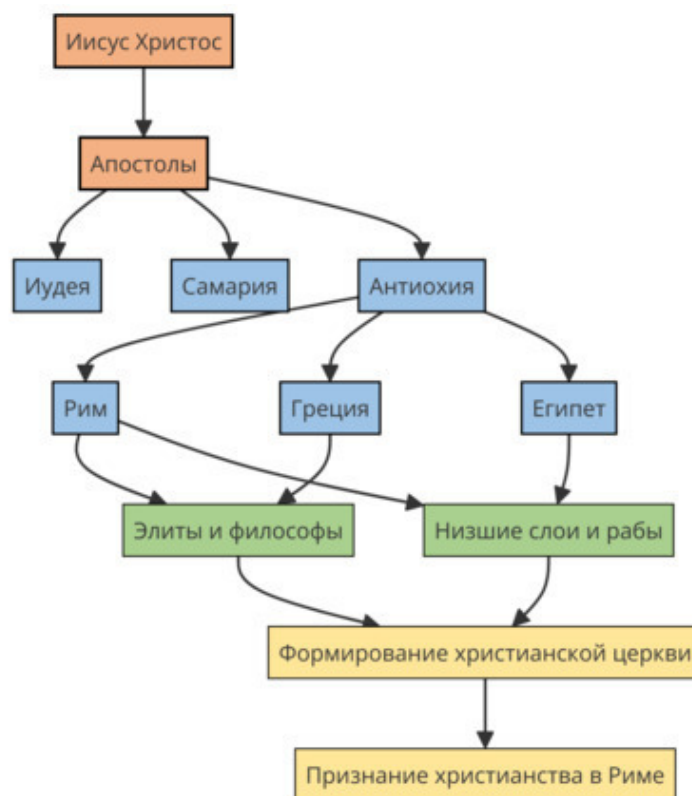 Иисус Христос
Апостолы
Иудея
Самария
Антиохия
Рим
Греция
Египет
Элиты и философы
Низшие слои и рабы
Формирование христианской церкви
Признание христианства в Риме